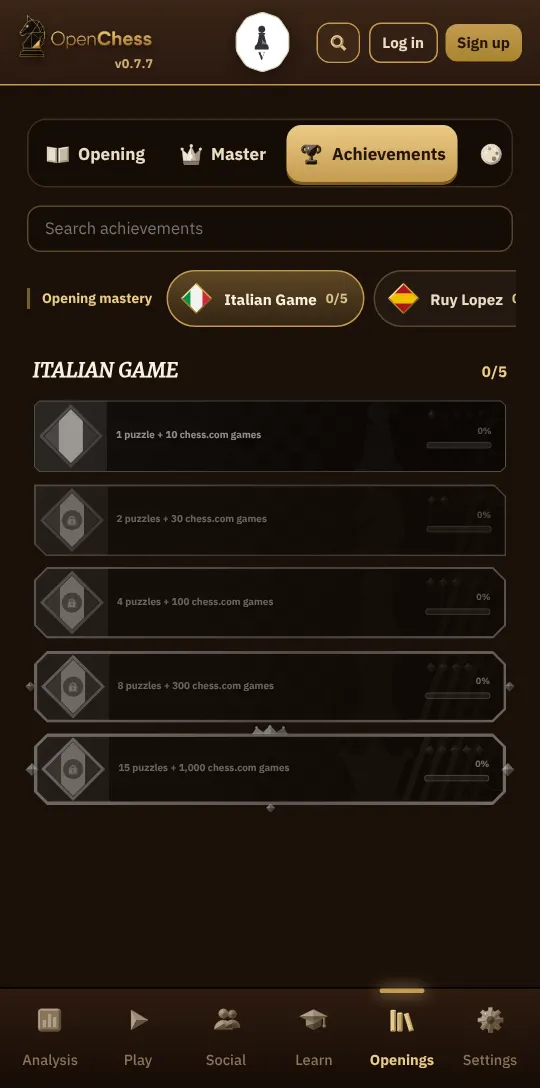 OpenChess
v0.7.7
V
Log in
Sign up
Opening
Master
Achievements
Search achievements
Opening mastery
Italian Game 0/5
Ruy Lopez
ITALIAN GAME
0/5
1 puzzle + 10 chess.com games
0%
2 puzzles + 30 chess.com games
0%
4 puzzles + 100 chess.com games
0%
8 puzzles + 300 chess.com games
0%
15 puzzles + 1,000 chess.com games
0%
Analysis
Play
Social
Learn
Openings
Settings